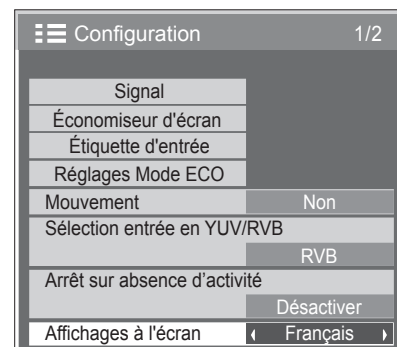 Configuration 1/2
Signal
Économiseur d'écran
Étiquette d'entrée
Réglages Mode ECO
Mouvement Non
Sélection entrée en YUV/RVB
RVB
Arrêt sur absence d’activité
Désactiver
Affichages à l'écran Français